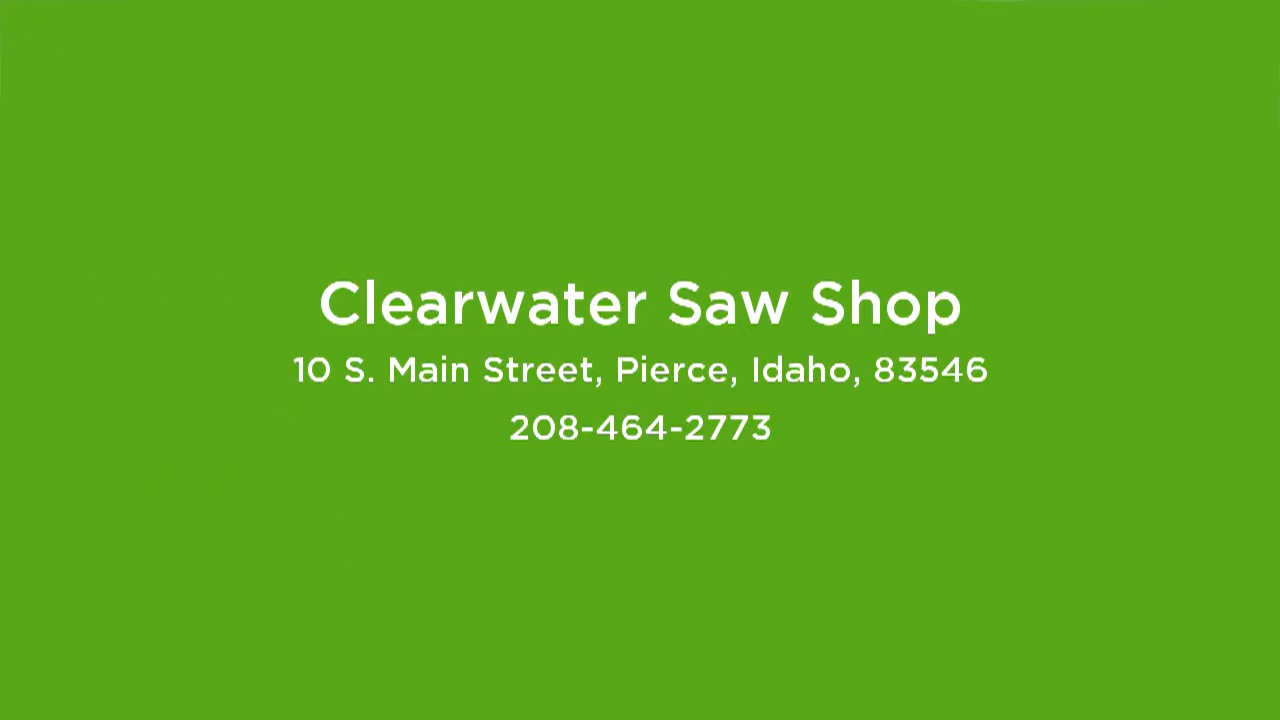 Clearwater Saw Shop
10 S. Main Street, Pierce, Idaho, 83546
208-464-2773